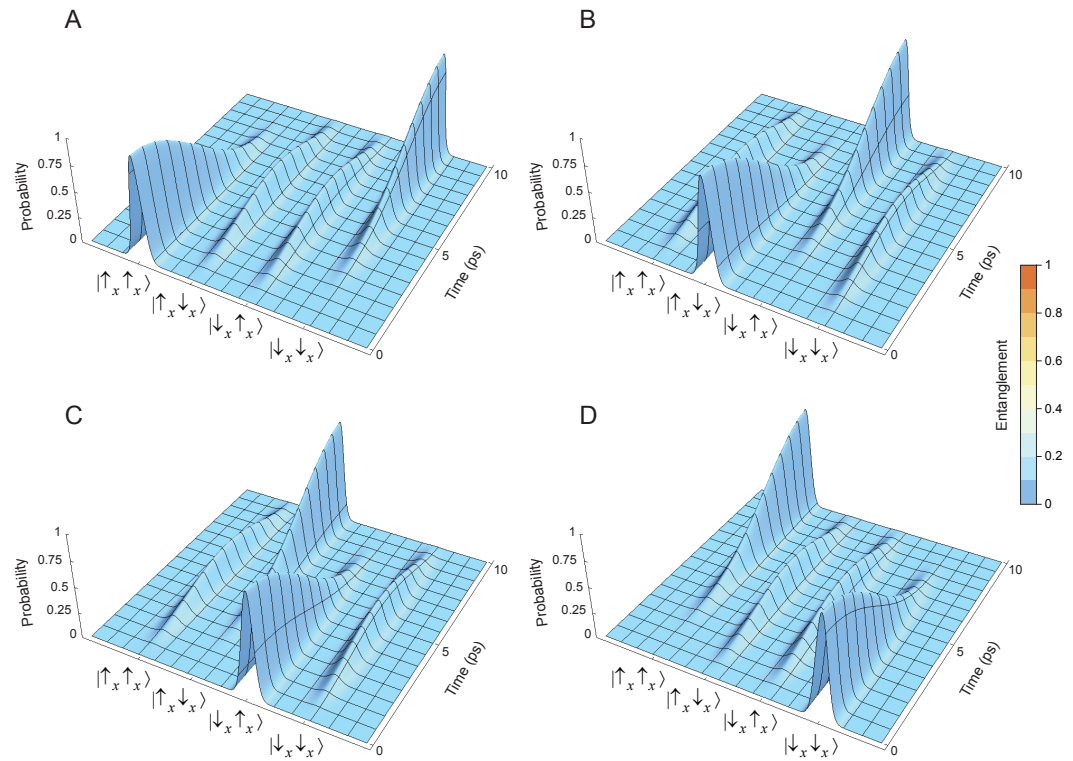 A
Probability
1
0.75
0.5
0.25
0
|↑x ↑x⟩
|↑x ↓x⟩
|↓x ↑x⟩
|↓x ↓x⟩
0
5
10
Time (ps)
B
Probability
1
0.75
0.5
0.25
0
|↑x ↑x⟩
|↑x ↓x⟩
|↓x ↑x⟩
|↓x ↓x⟩
0
5
10
Time (ps)
Entanglement
1
0.8
0.6
0.4
0.2
0
C
Probability
1
0.75
0.5
0.25
0
|↑x ↑x⟩
|↑x ↓x⟩
|↓x ↑x⟩
|↓x ↓x⟩
0
5
10
Time (ps)
D
Probability
1
0.75
0.5
0.25
0
|↑x ↑x⟩
|↑x ↓x⟩
|↓x ↑x⟩
|↓x ↓x⟩
0
5
10
Time (ps)